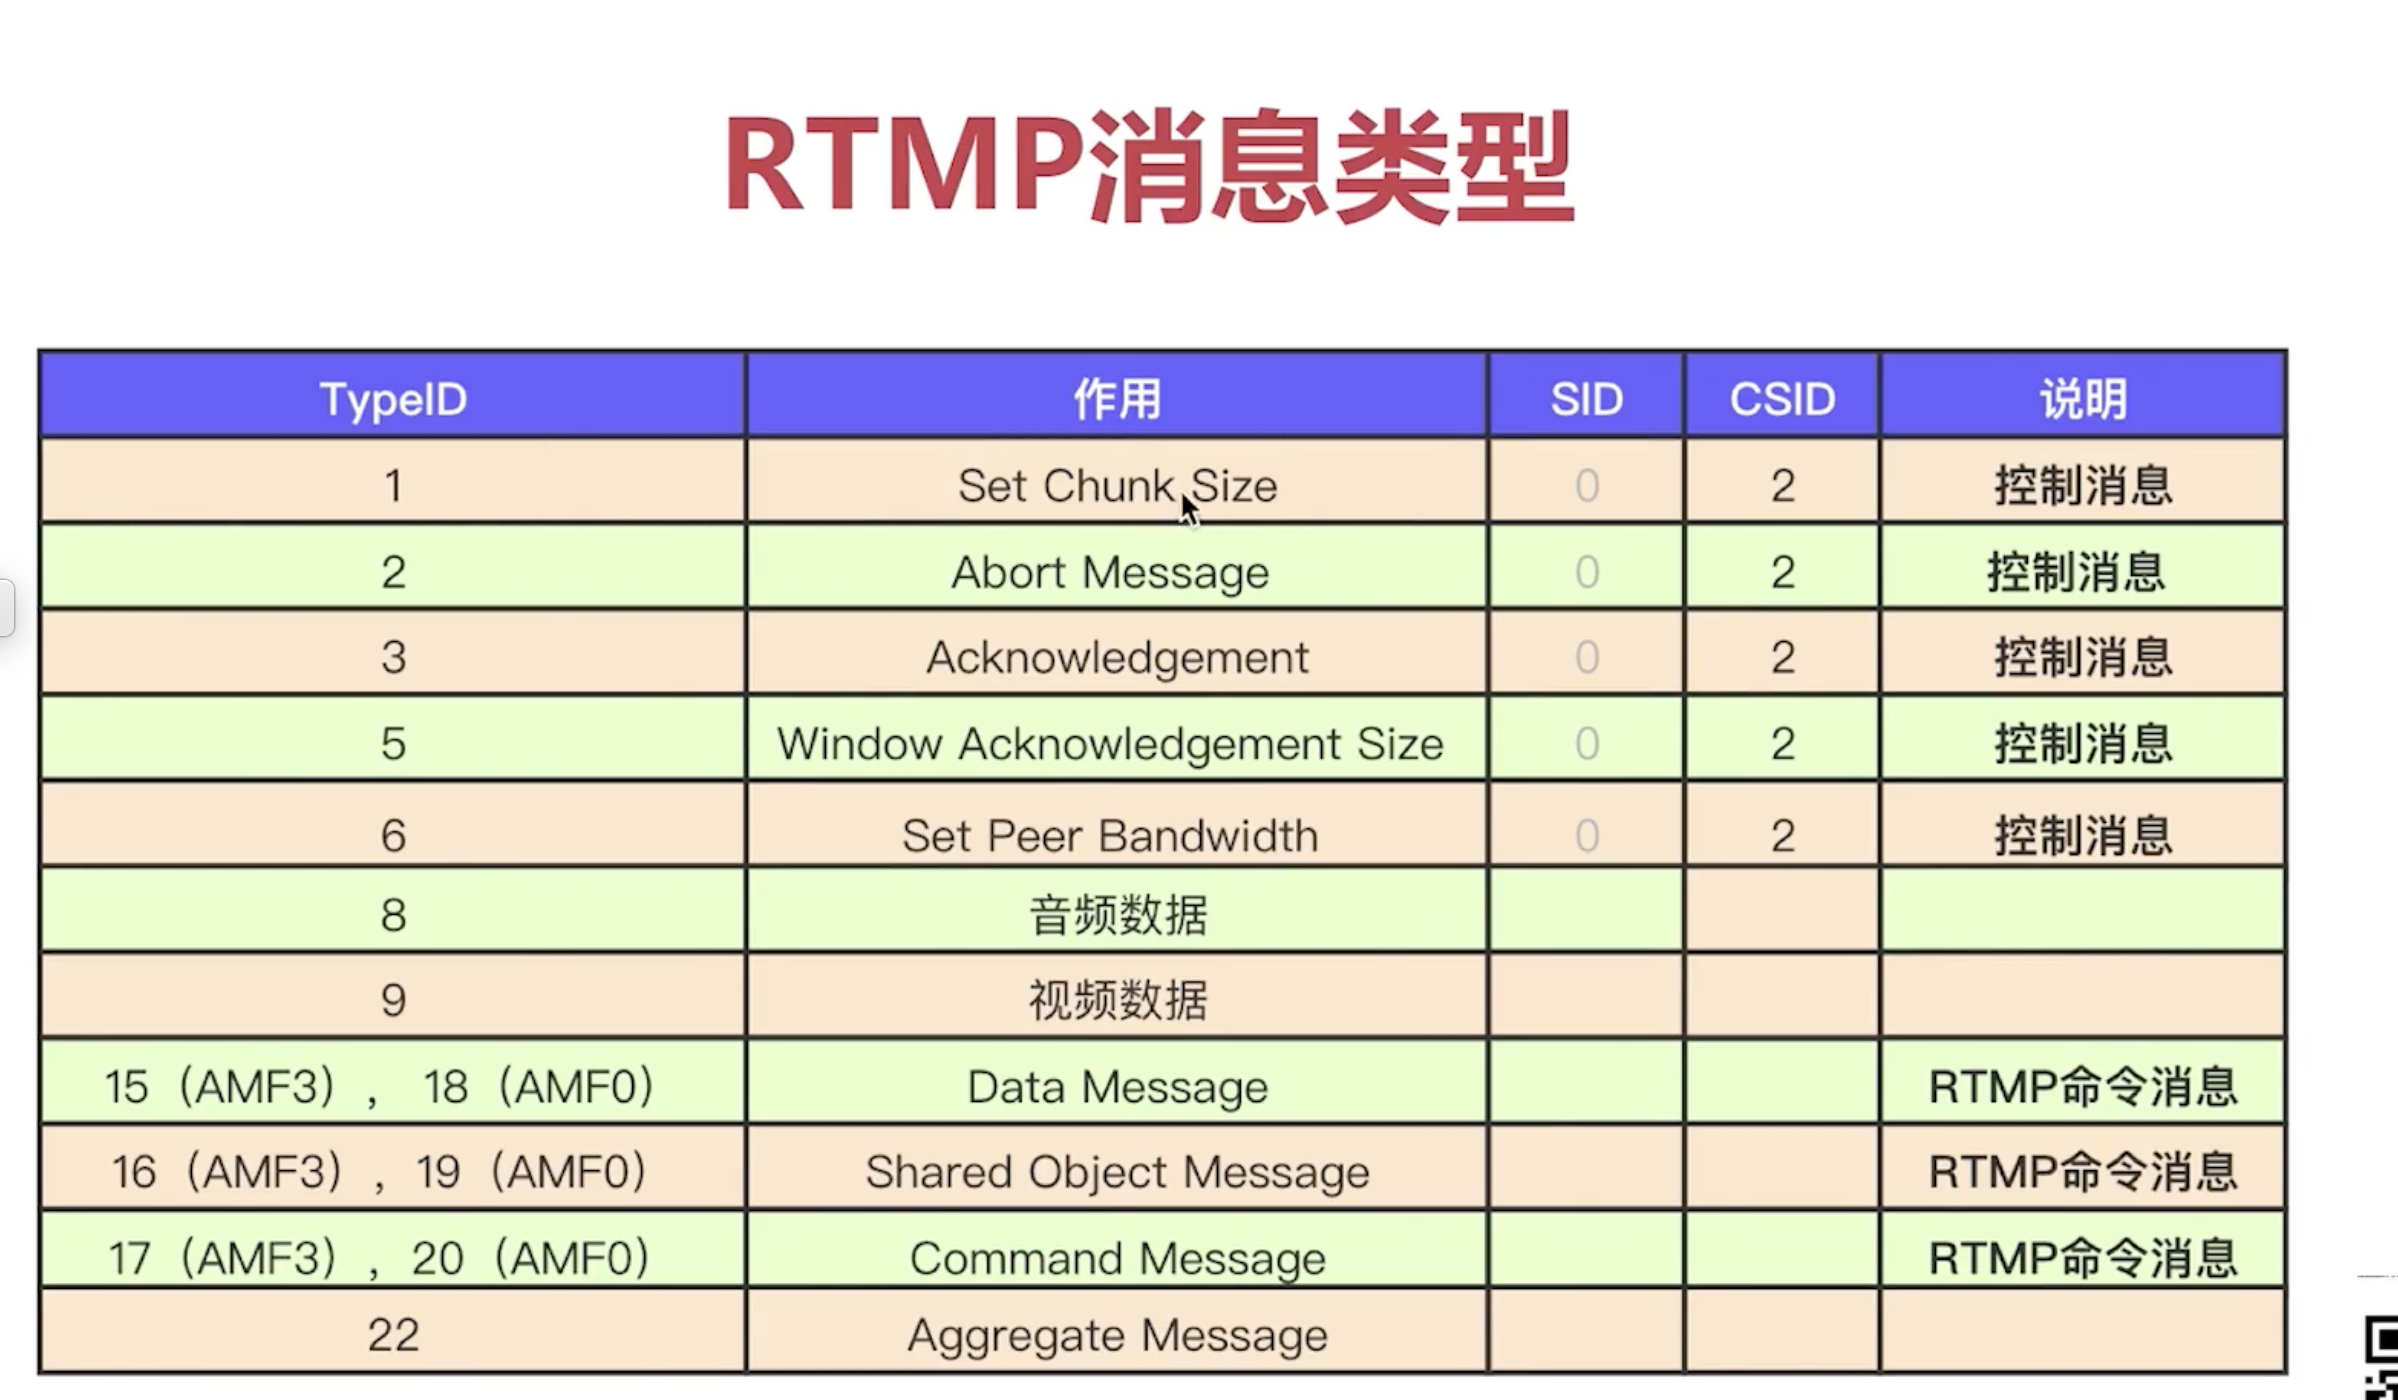 RTMP消息类型
TypeID 作用 SID CSID 说明
1 Set Chunk Size 0 2 控制消息
2 Abort Message 0 2 控制消息
3 Acknowledgement 0 2 控制消息
5 Window Acknowledgement Size 0 2 控制消息
6 Set Peer Bandwidth 0 2 控制消息
8 音频数据
9 视频数据
15（AMF3）， 18（AMF0） Data Message RTMP命令消息
16（AMF3），19（AMF0） Shared Object Message RTMP命令消息
17（AMF3），20（AMF0） Command Message RTMP命令消息
22 Aggregate Message